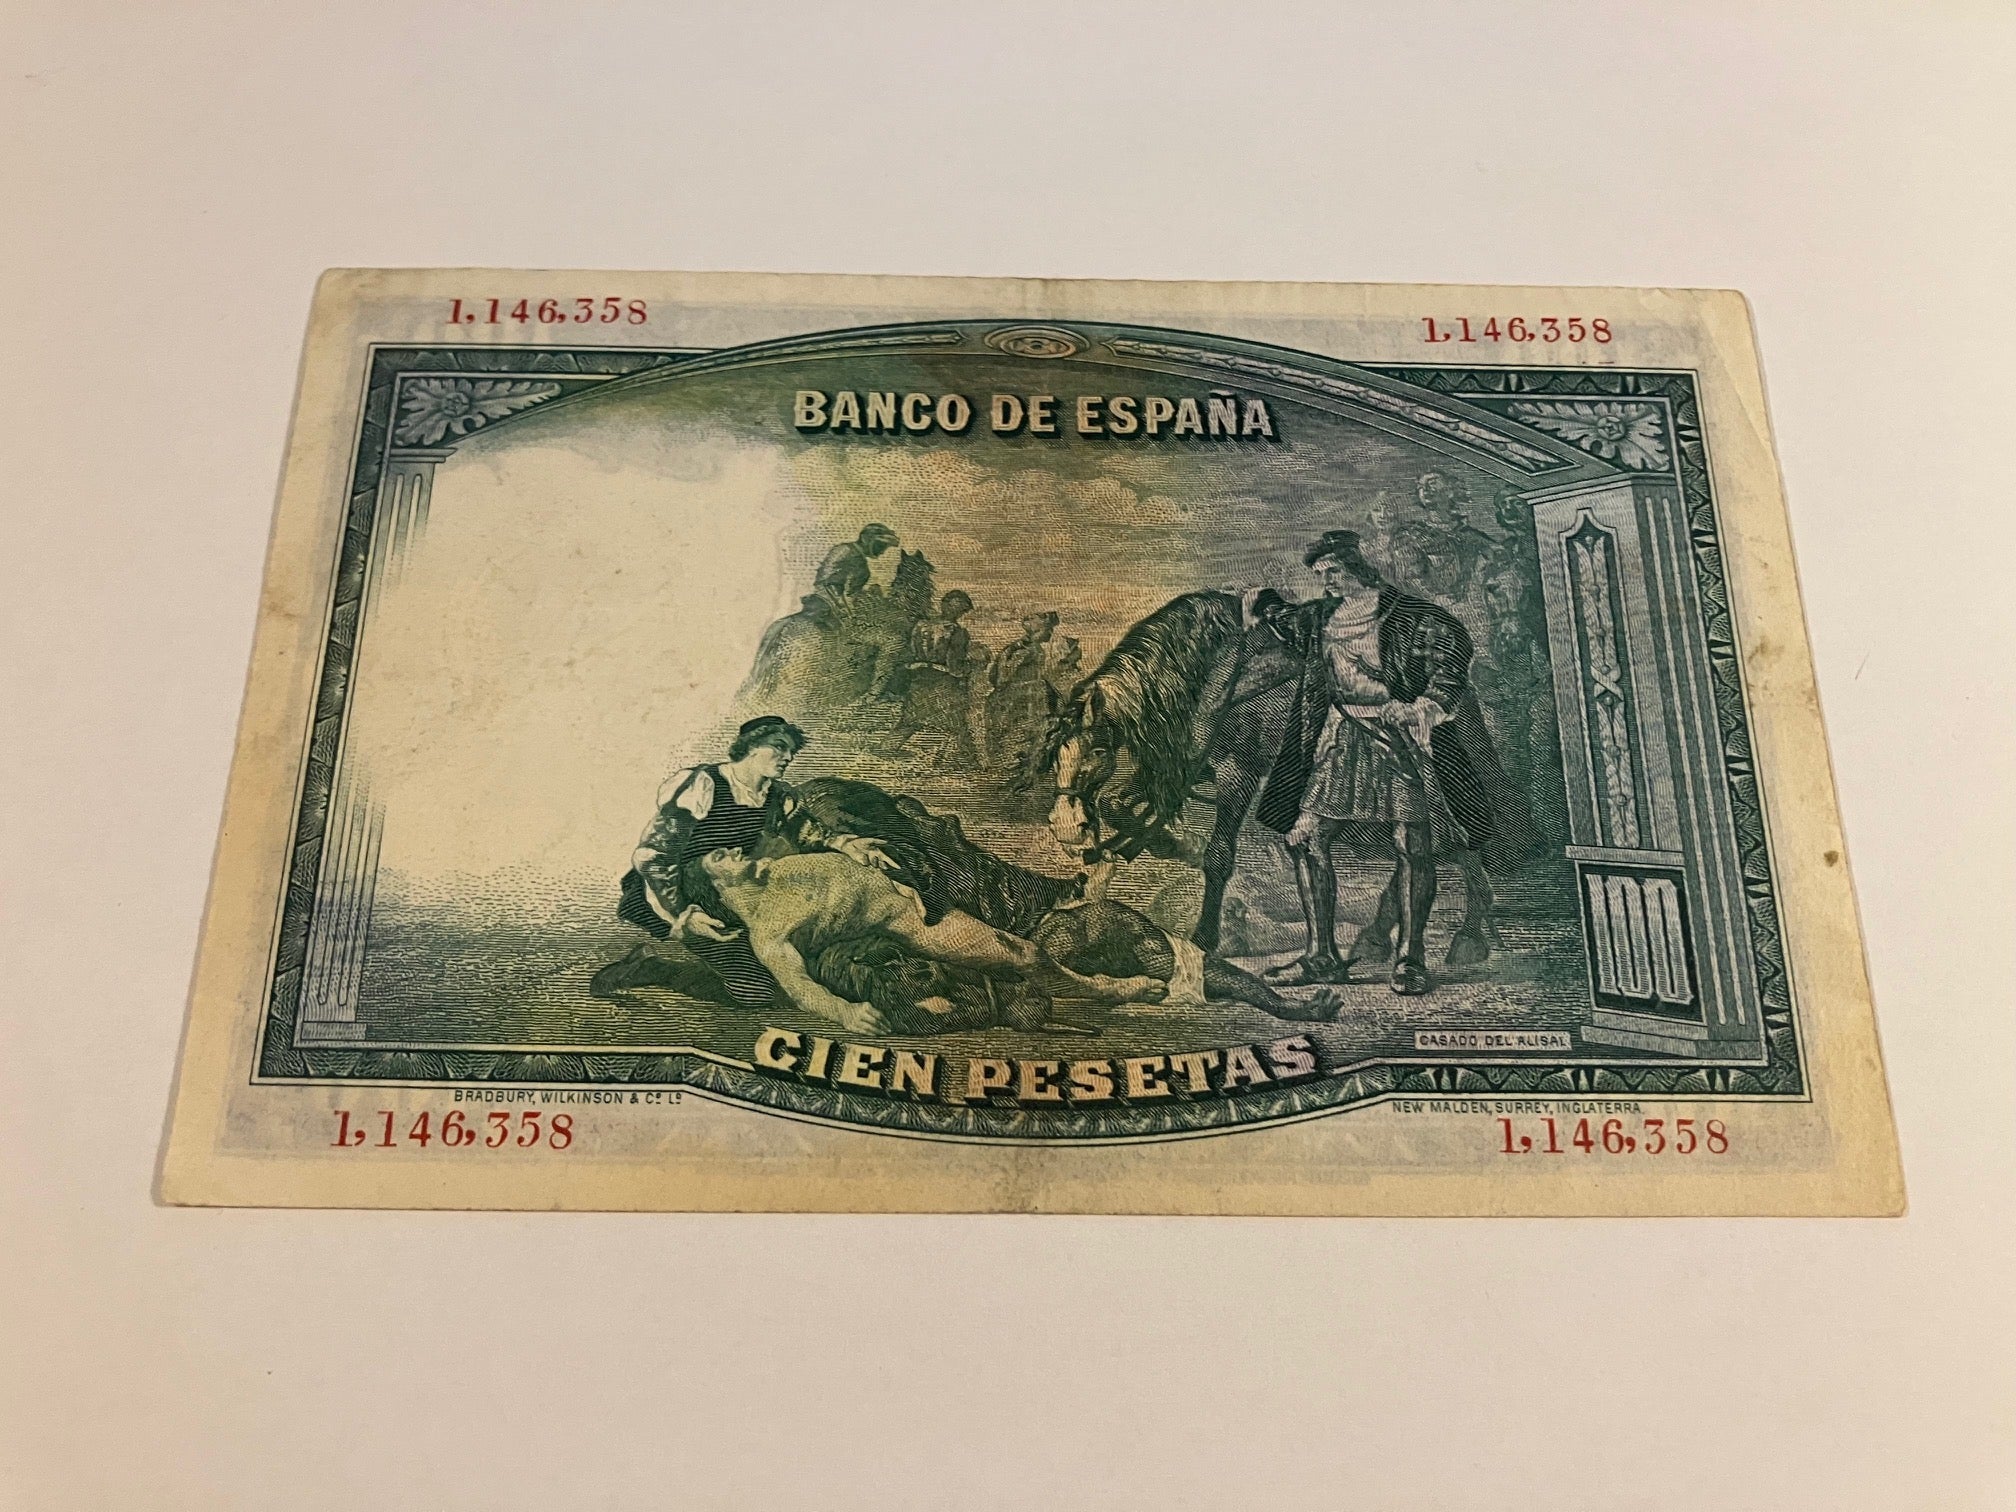 1,146,358
1,146,358
BANCO DE ESPAÑA
100
CASADO DEL ALISAL
CIEN PESETAS
BRADBURY, WILKINSON & Cº Lº
NEW MALDEN, SURREY, INGLATERRA.
1,146,358
1,146,358